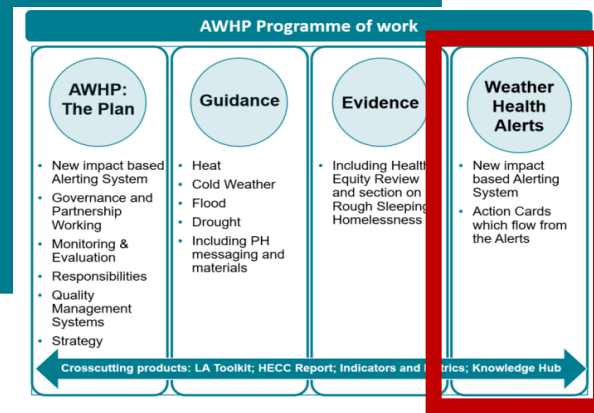 AWHP Programme of work
AWHP:
The Plan
• New impact based
Alerting System
• Governance and
Partnership
Working
• Monitoring &
Evaluation
• Responsibilities
• Quality
Management
Systems
• Strategy
Guidance
• Heat
• Cold Weather
• Flood
• Drought
• Including PH
messaging and
materials
Evidence
• Including Health
Equity Review
and section on
Rough Sleeping
Homelessness
Weather
Health
Alerts
• New impact
based Alerting
System
• Action Cards
which flow from
the Alerts
Crosscutting products: LA Toolkit; HECC Report; Indicators and trics; Knowledge Hub